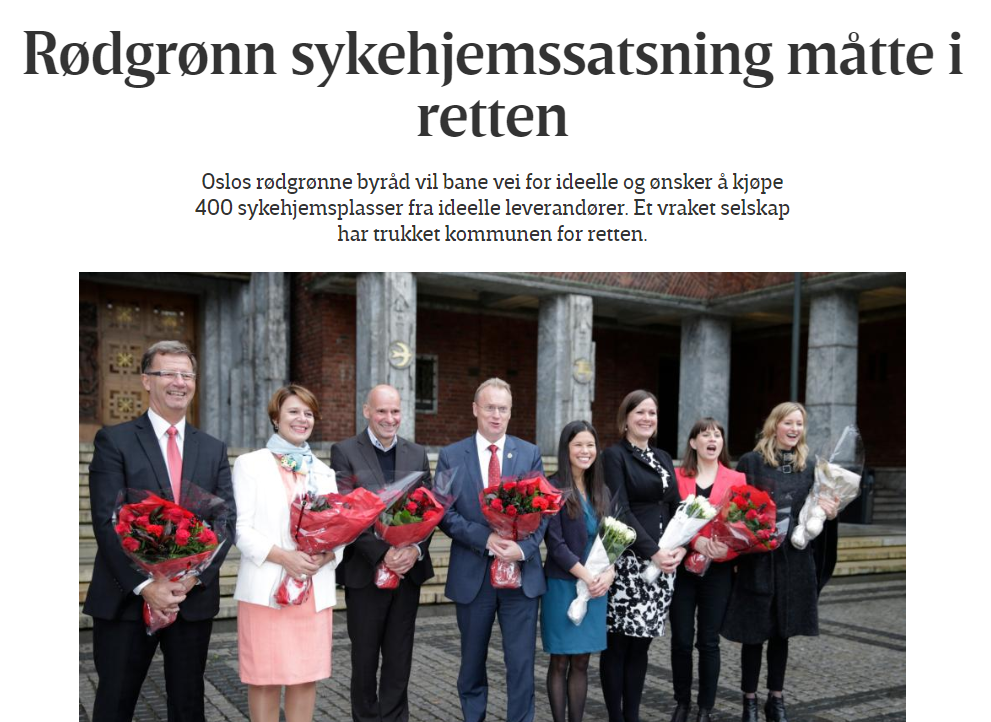 Rødgrønn sykehjemssatsning måtte i
retten
Oslos rødgrønne byråd vil bane vei for ideelle og ønsker å kjøpe
400 sykehjemsplasser fra ideelle leverandører. Et vraket selskap
har trukket kommunen for retten.